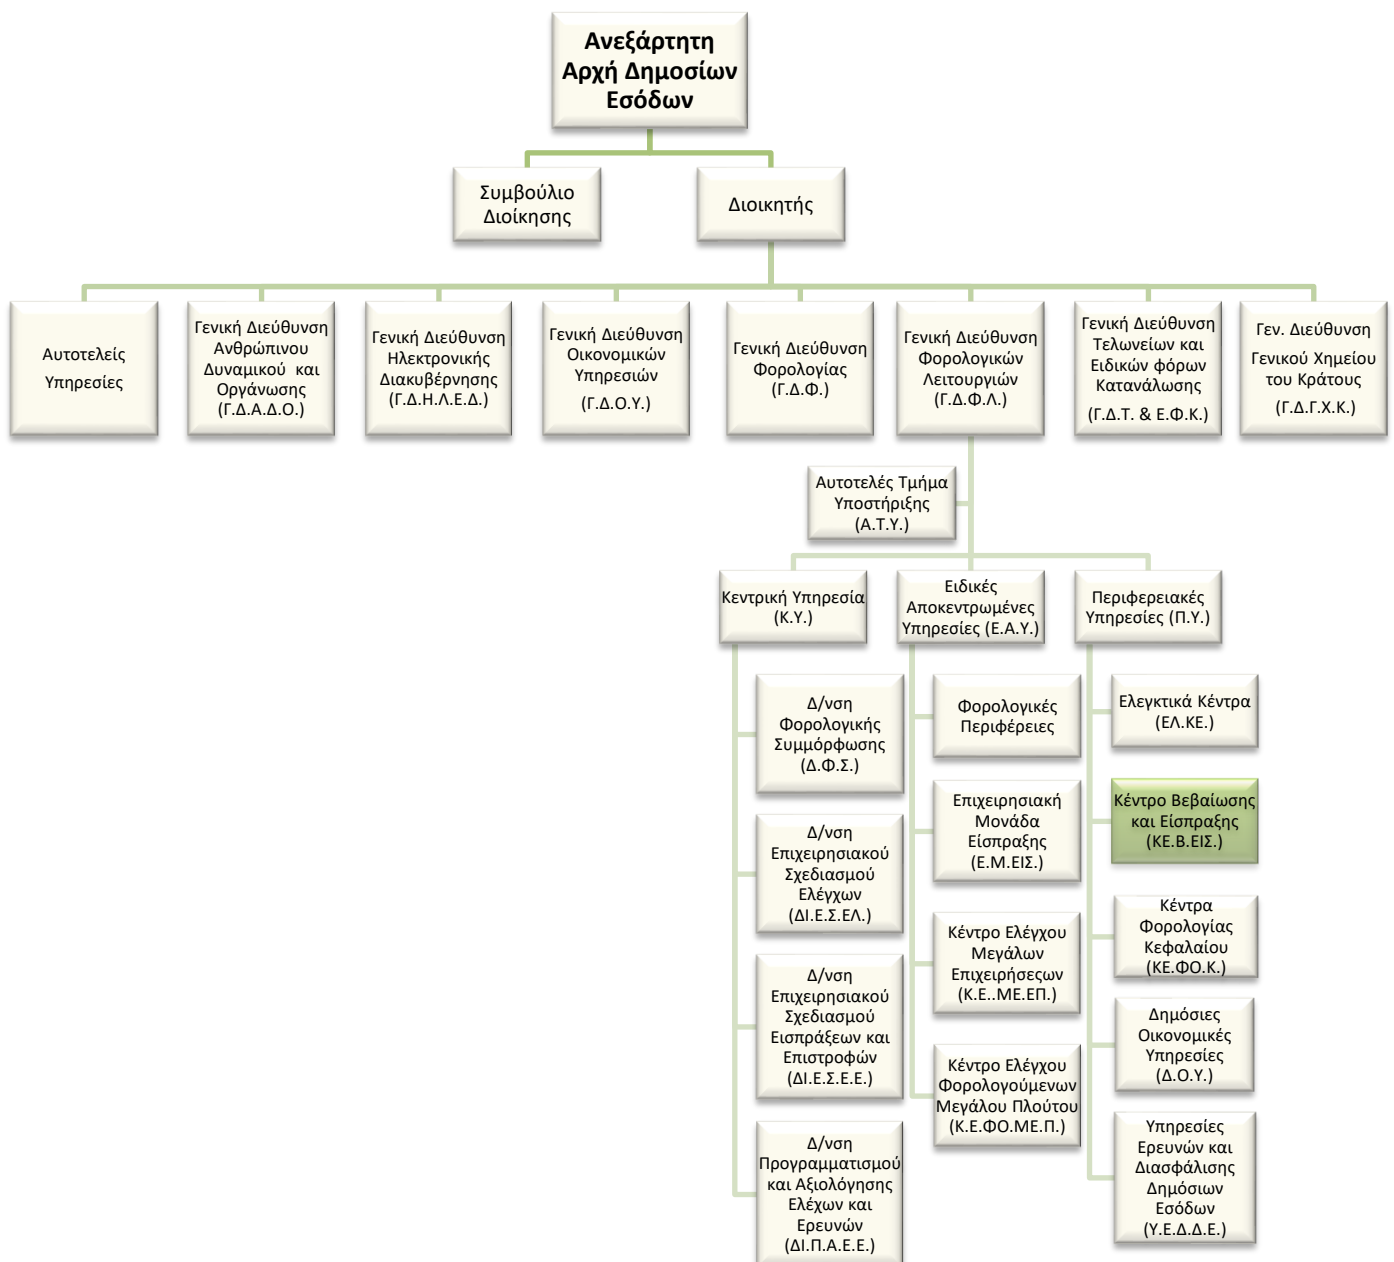 Ανεξάρτητη
Αρχή Δημοσίων
Εσόδων
Συμβούλιο
Διοίκησης
Διοικητής
Αυτοτελείς
Υπηρεσίες
Γενική Διεύθυνση
Ανθρώπινου
Δυναμικού και
Οργάνωσης
(Γ.Δ.Α.Δ.Ο.)
Γενική Διεύθυνση
Ηλεκτρονικής
Διακυβέρνησης
(Γ.Δ.Η.Λ.Ε.Δ.)
Γενική Διεύθυνση
Οικονομικών
Υπηρεσιών
(Γ.Δ.Ο.Υ.)
Γενική Διεύθυνση
Φορολογίας
(Γ.Δ.Φ.)
Γενική Διεύθυνση
Φορολογικών
Λειτουργιών
(Γ.Δ.Φ.Λ.)
Γενική Διεύθυνση
Τελωνείων και
Ειδικών φόρων
Κατανάλωσης
(Γ.Δ.Τ. & Ε.Φ.Κ.)
Γεν. Διεύθυνση
Γενικού Χημείου
του Κράτους
(Γ.Δ.Γ.Χ.Κ.)
Αυτοτελές Τμήμα
Υποστήριξης
(Α.Τ.Υ.)
Κεντρική Υπηρεσία
(Κ.Υ.)
Δ/νση
Φορολογικής
Συμμόρφωσης
(Δ.Φ.Σ.)
Δ/νση
Επιχειρησιακού
Σχεδιασμού
Ελέγχων
(ΔΙ.Ε.Σ.ΕΛ.)
Δ/νση
Επιχειρησιακού
Σχεδιασμού
Εισπράξεων και
Επιστροφών
(ΔΙ.Ε.Σ.Ε.Ε.)
Δ/νση
Προγραμματισμού
και Αξιολόγησης
Ελέχων και
Ερευνών
(ΔΙ.Π.Α.Ε.Ε.)
Ειδικές
Αποκεντρωμένες
Υπηρεσίες (Ε.Α.Υ.)
Φορολογικές
Περιφέρειες
Επιχειρησιακή
Μονάδα
Είσπραξης
(Ε.Μ.ΕΙΣ.)
Κέντρο Ελέγχου
Μεγάλων
Επιχειρήσεςων
(Κ.Ε..ΜΕ.ΕΠ.)
Κέντρο Ελέγχου
Φορολογούμενων
Μεγάλου Πλούτου
(Κ.Ε.ΦΟ.ΜΕ.Π.)
Περιφερειακές
Υπηρεσίες (Π.Υ.)
Ελεγκτικά Κέντρα
(ΕΛ.ΚΕ.)
Κέντρο Βεβαίωσης
και Είσπραξης
(ΚΕ.Β.ΕΙΣ.)
Κέντρα
Φορολογίας
Κεφαλαίου
(ΚΕ.ΦΟ.Κ.)
Δημόσιες
Οικονομικές
Υπηρεσίες
(Δ.Ο.Υ.)
Υπηρεσίες
Ερευνών και
Διασφάλισης
Δημόσιων
Εσόδων
(Υ.Ε.Δ.Δ.Ε.)